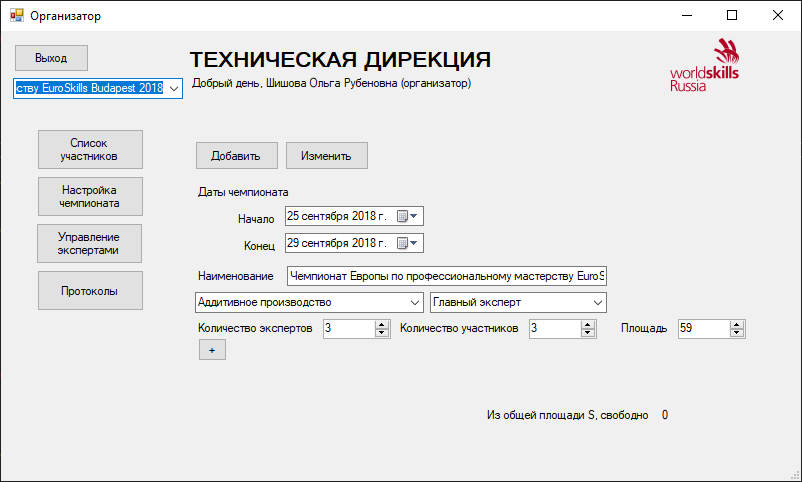 Организатор
Выход
ТЕХНИЧЕСКАЯ ДИРЕКЦИЯ
worldskills
Russia
ству EuroSkills Budapest 2018
Добрый день, Шишова Ольга Рубеновна (организатор)
Список
участников
Настройка
чемпионата
Управление
экспертами
Протоколы
Добавить
Изменить
Даты чемпионата
Начало
25 сентября 2018 г.
Конец
29 сентября 2018 г.
Наименование
Чемпионат Европы по профессиональному мастерству EuroS
Аддитивное производство
Главный эксперт
Количество экспертов
3
Количество участников
3
Площадь
59
+
Из общей площади S, свободно 0